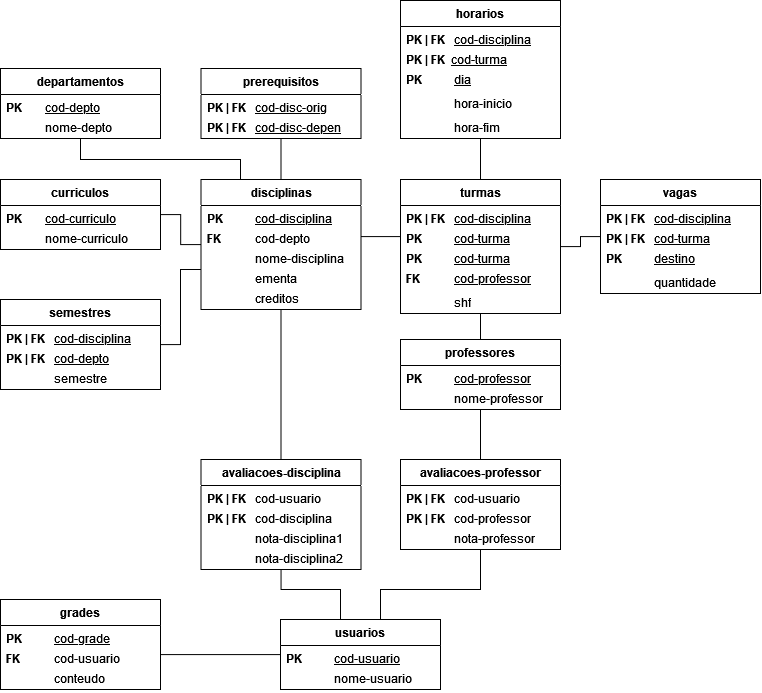 horarios
PK | FK cod-disciplina
PK | FK cod-turma
PK dia
hora-inicio
hora-fim
departamentos
PK cod-depto
nome-depto
prerequisitos
PK | FK cod-disc-orig
PK | FK cod-disc-depen
curriculos
PK cod-curriculo
nome-curriculo
disciplinas
PK cod-disciplina
FK cod-depto
nome-disciplina
ementa
creditos
turmas
PK | FK cod-disciplina
PK cod-turma
PK cod-turma
FK cod-professor
shf
vagas
PK | FK cod-disciplina
PK | FK cod-turma
PK destino
quantidade
semestres
PK | FK cod-disciplina
PK | FK cod-depto
semestre
professores
PK cod-professor
nome-professor
avaliacoes-disciplina
PK | FK cod-usuario
PK | FK cod-disciplina
nota-disciplina1
nota-disciplina2
avaliacoes-professor
PK | FK cod-usuario
PK | FK cod-professor
nota-professor
grades
PK cod-grade
FK cod-usuario
conteudo
usuarios
PK cod-usuario
nome-usuario